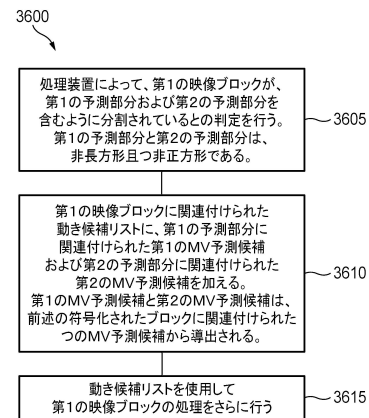 3600
処理装置によって、第1の映像ブロックが、
第1の予測部分および第2の予測部分を
含むように分割されているとの判定を行う。
第1の予測部分と第2の部分は、
非長方形且つ非正方形である。
3605
第1の映像ブロックに関連付けられた
動き候補リストに、第1の予測部分に
関連付けられた第1のMV予測候補
および第2の予測部分に関連付けられた
第2のMV予測候補を加える。
第1のMV予測候補と第2のMV予測候補は、
前述の符号化されたブロックに関連付けられた
つのMV予測候補から導出される。
3610
動き候補リストを使用して
第1の映像ブロックの処理をさらに行う
3615